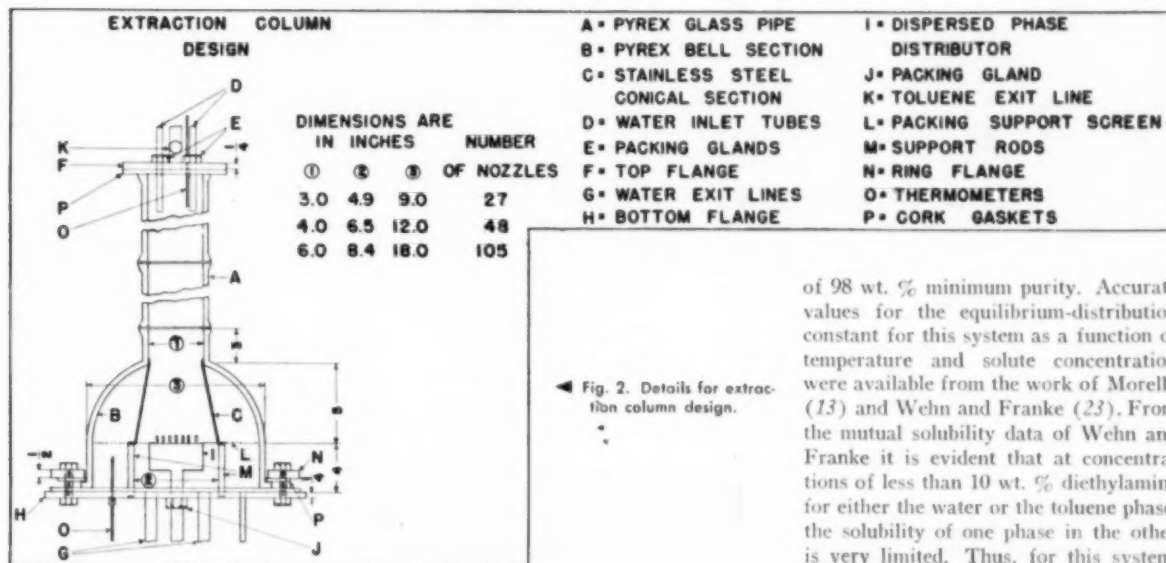 EXTRACTION COLUMN
DESIGN
DIMENSIONS ARE
IN INCHES NUMBER
① ② ③ OF NOZZLES
3.0 4.9 9.0 27
4.0 6.5 12.0 48
6.0 8.4 18.0 105
D
E
K
F
P
O
A
①
③
B
C
L
I
M
N
②
H
P
O
G
J
A = PYREX GLASS PIPE
B = PYREX BELL SECTION
C = STAINLESS STEEL
CONICAL SECTION
D = WATER INLET TUBES
E = PACKING GLANDS
F = TOP FLANGE
G = WATER EXIT LINES
H = BOTTOM FLANGE
I = DISPERSED PHASE
DISTRIBUTOR
J = PACKING GLAND
K = TOLUENE EXIT LINE
L = PACKING SUPPORT SCREEN
M = SUPPORT RODS
N = RING FLANGE
O = THERMOMETERS
P = CORK GASKETS
◄ Fig. 2. Details for extrac-
tion column design.
of 98 wt. % minimum purity. Accurat
values for the equilibrium-distributio
constant for this system as a function o
temperature and solute concentration
were available from the work of Morell
(13) and Wehn and Franke (23). From
the mutual solubility data of Wehn an
Franke it is evident that at concentra
tions of less than 10 wt. % diethylamin
for either the water or the toluene phase
the solubility of one phase in the othe
is very limited. Thus, for this system